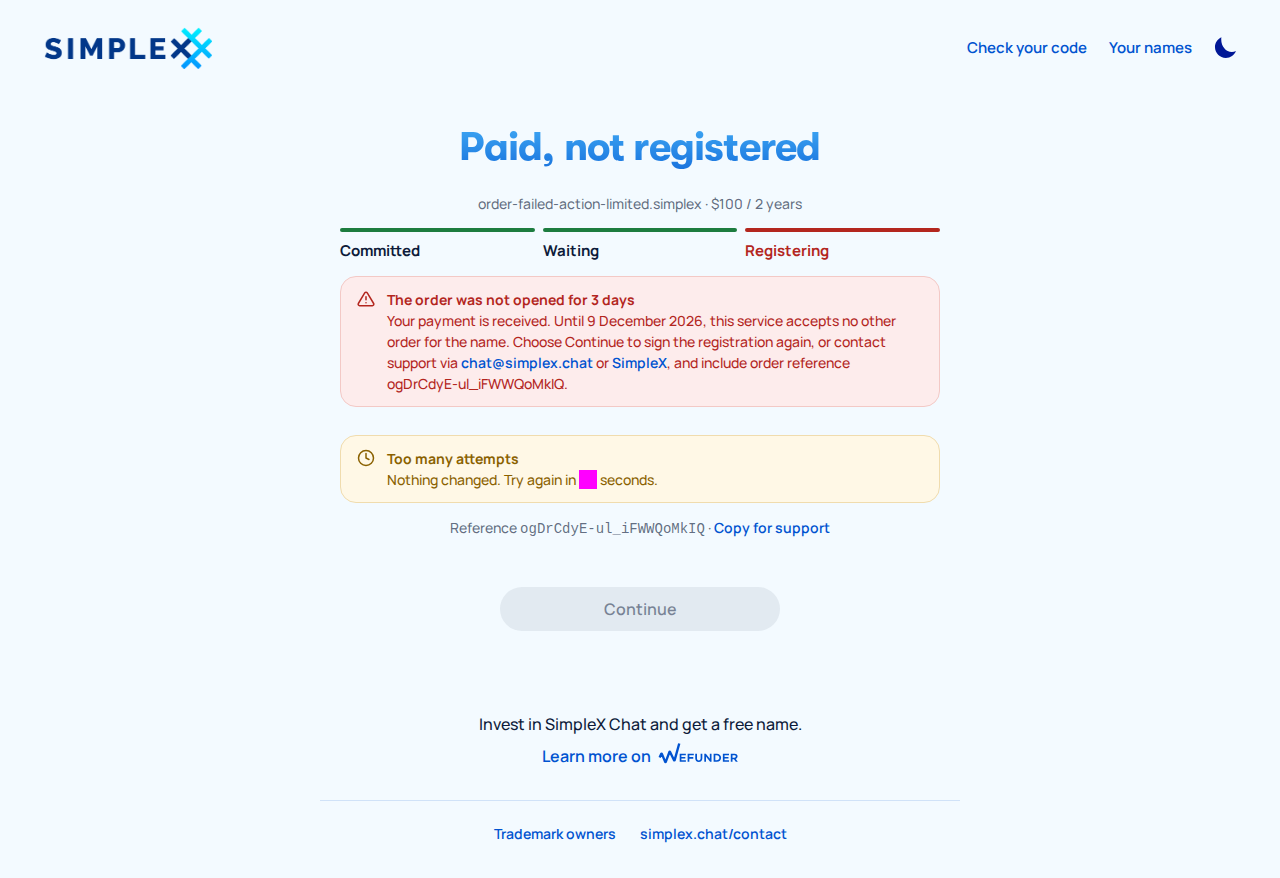 SIMPLEX
Check your code
Your names
Paid, not registered
order-failed-action-limited.simplex · $100 / 2 years
Committed
Waiting
Registering
The order was not opened for 3 days
Your payment is received. Until 9 December 2026, this service accepts no other
order for the name. Choose Continue to sign the registration again, or contact
support via chat@simplex.chat or SimpleX, and include order reference
ogDrCdyE-ul_iFWWQoMkIQ.
Too many attempts
Nothing changed. Try again in seconds.
Reference ogDrCdyE-ul_iFWWQoMkIQ · Copy for support
Continue
Invest in SimpleX Chat and get a free name.
Learn more on WEFUNDER
Trademark owners
simplex.chat/contact